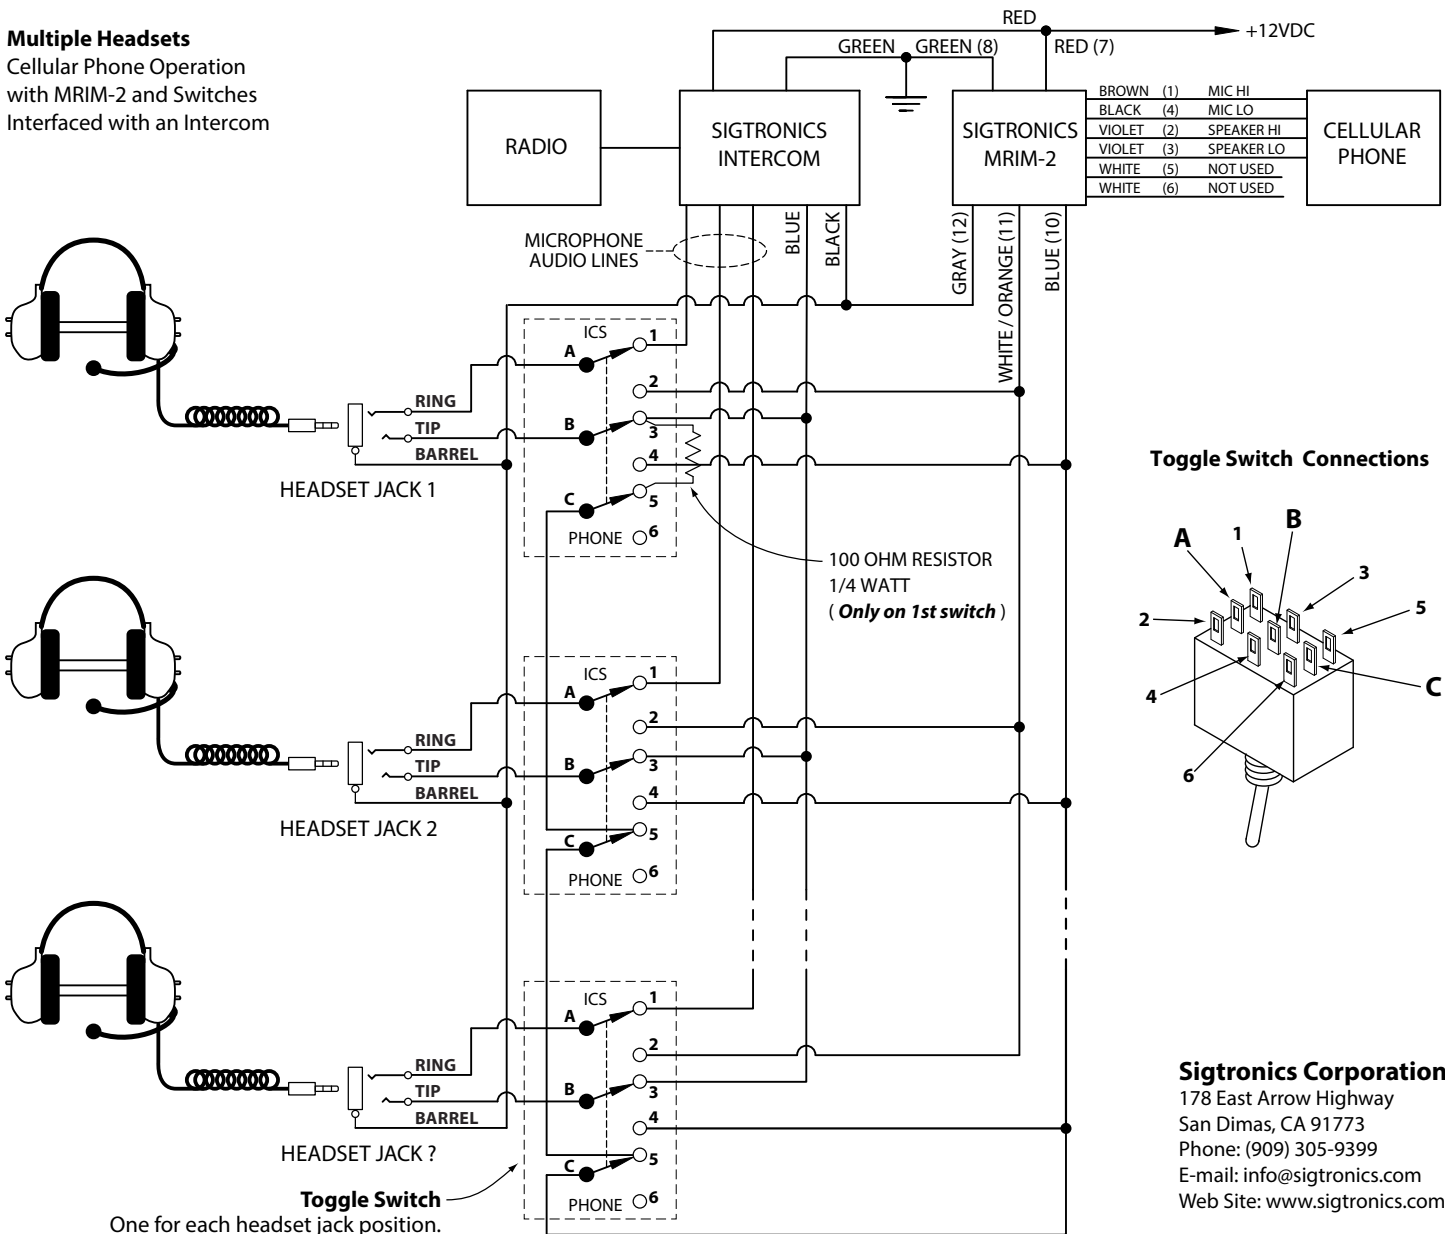 Multiple Headsets
Cellular Phone Operation
with MRIM-2 and Switches
Interfaced with an Intercom
RED
+12VDC
GREEN
GREEN (8)
RED (7)
RADIO
SIGTRONICS
INTERCOM
SIGTRONICS
MRIM-2
BROWN (1) MIC HI
BLACK (4) MIC LO
VIOLET (2) SPEAKER HI
VIOLET (3) SPEAKER LO
WHITE (5) NOT USED
WHITE (6) NOT USED
CELLULAR
PHONE
MICROPHONE
AUDIO LINES
BLUE
BLACK
GRAY (12)
WHITE / ORANGE (11)
BLUE (10)
ICS
1
A
2
RING
TIP
BARREL
B
3
4
C
5
PHONE
6
HEADSET JACK 1
100 OHM RESISTOR
1/4 WATT
( Only on 1st switch )
Toggle Switch Connections
A
1
B
3
5
2
4
C
6
ICS
1
A
2
RING
TIP
BARREL
B
3
4
C
5
PHONE
6
HEADSET JACK 2
ICS
1
A
2
RING
TIP
BARREL
B
3
4
C
5
PHONE
6
HEADSET JACK ?
Toggle Switch
One for each headset jack position.
Sigtronics Corporation
178 East Arrow Highway
San Dimas, CA 91773
Phone: (909) 305-9399
E-mail: info@sigtronics.com
Web Site: www.sigtronics.com